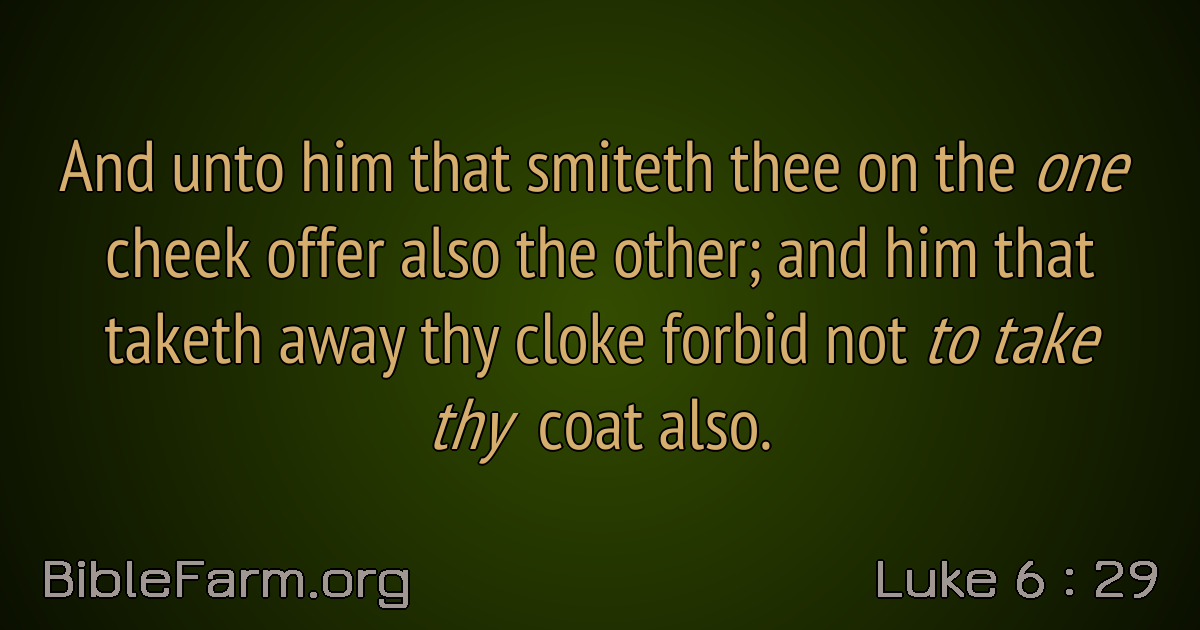 And unto him that smiteth thee on the one
cheek offer also the other; and him that
taketh away thy cloke forbid not to take
thy coat also.
BibleFarm.org
Luke 6 : 29